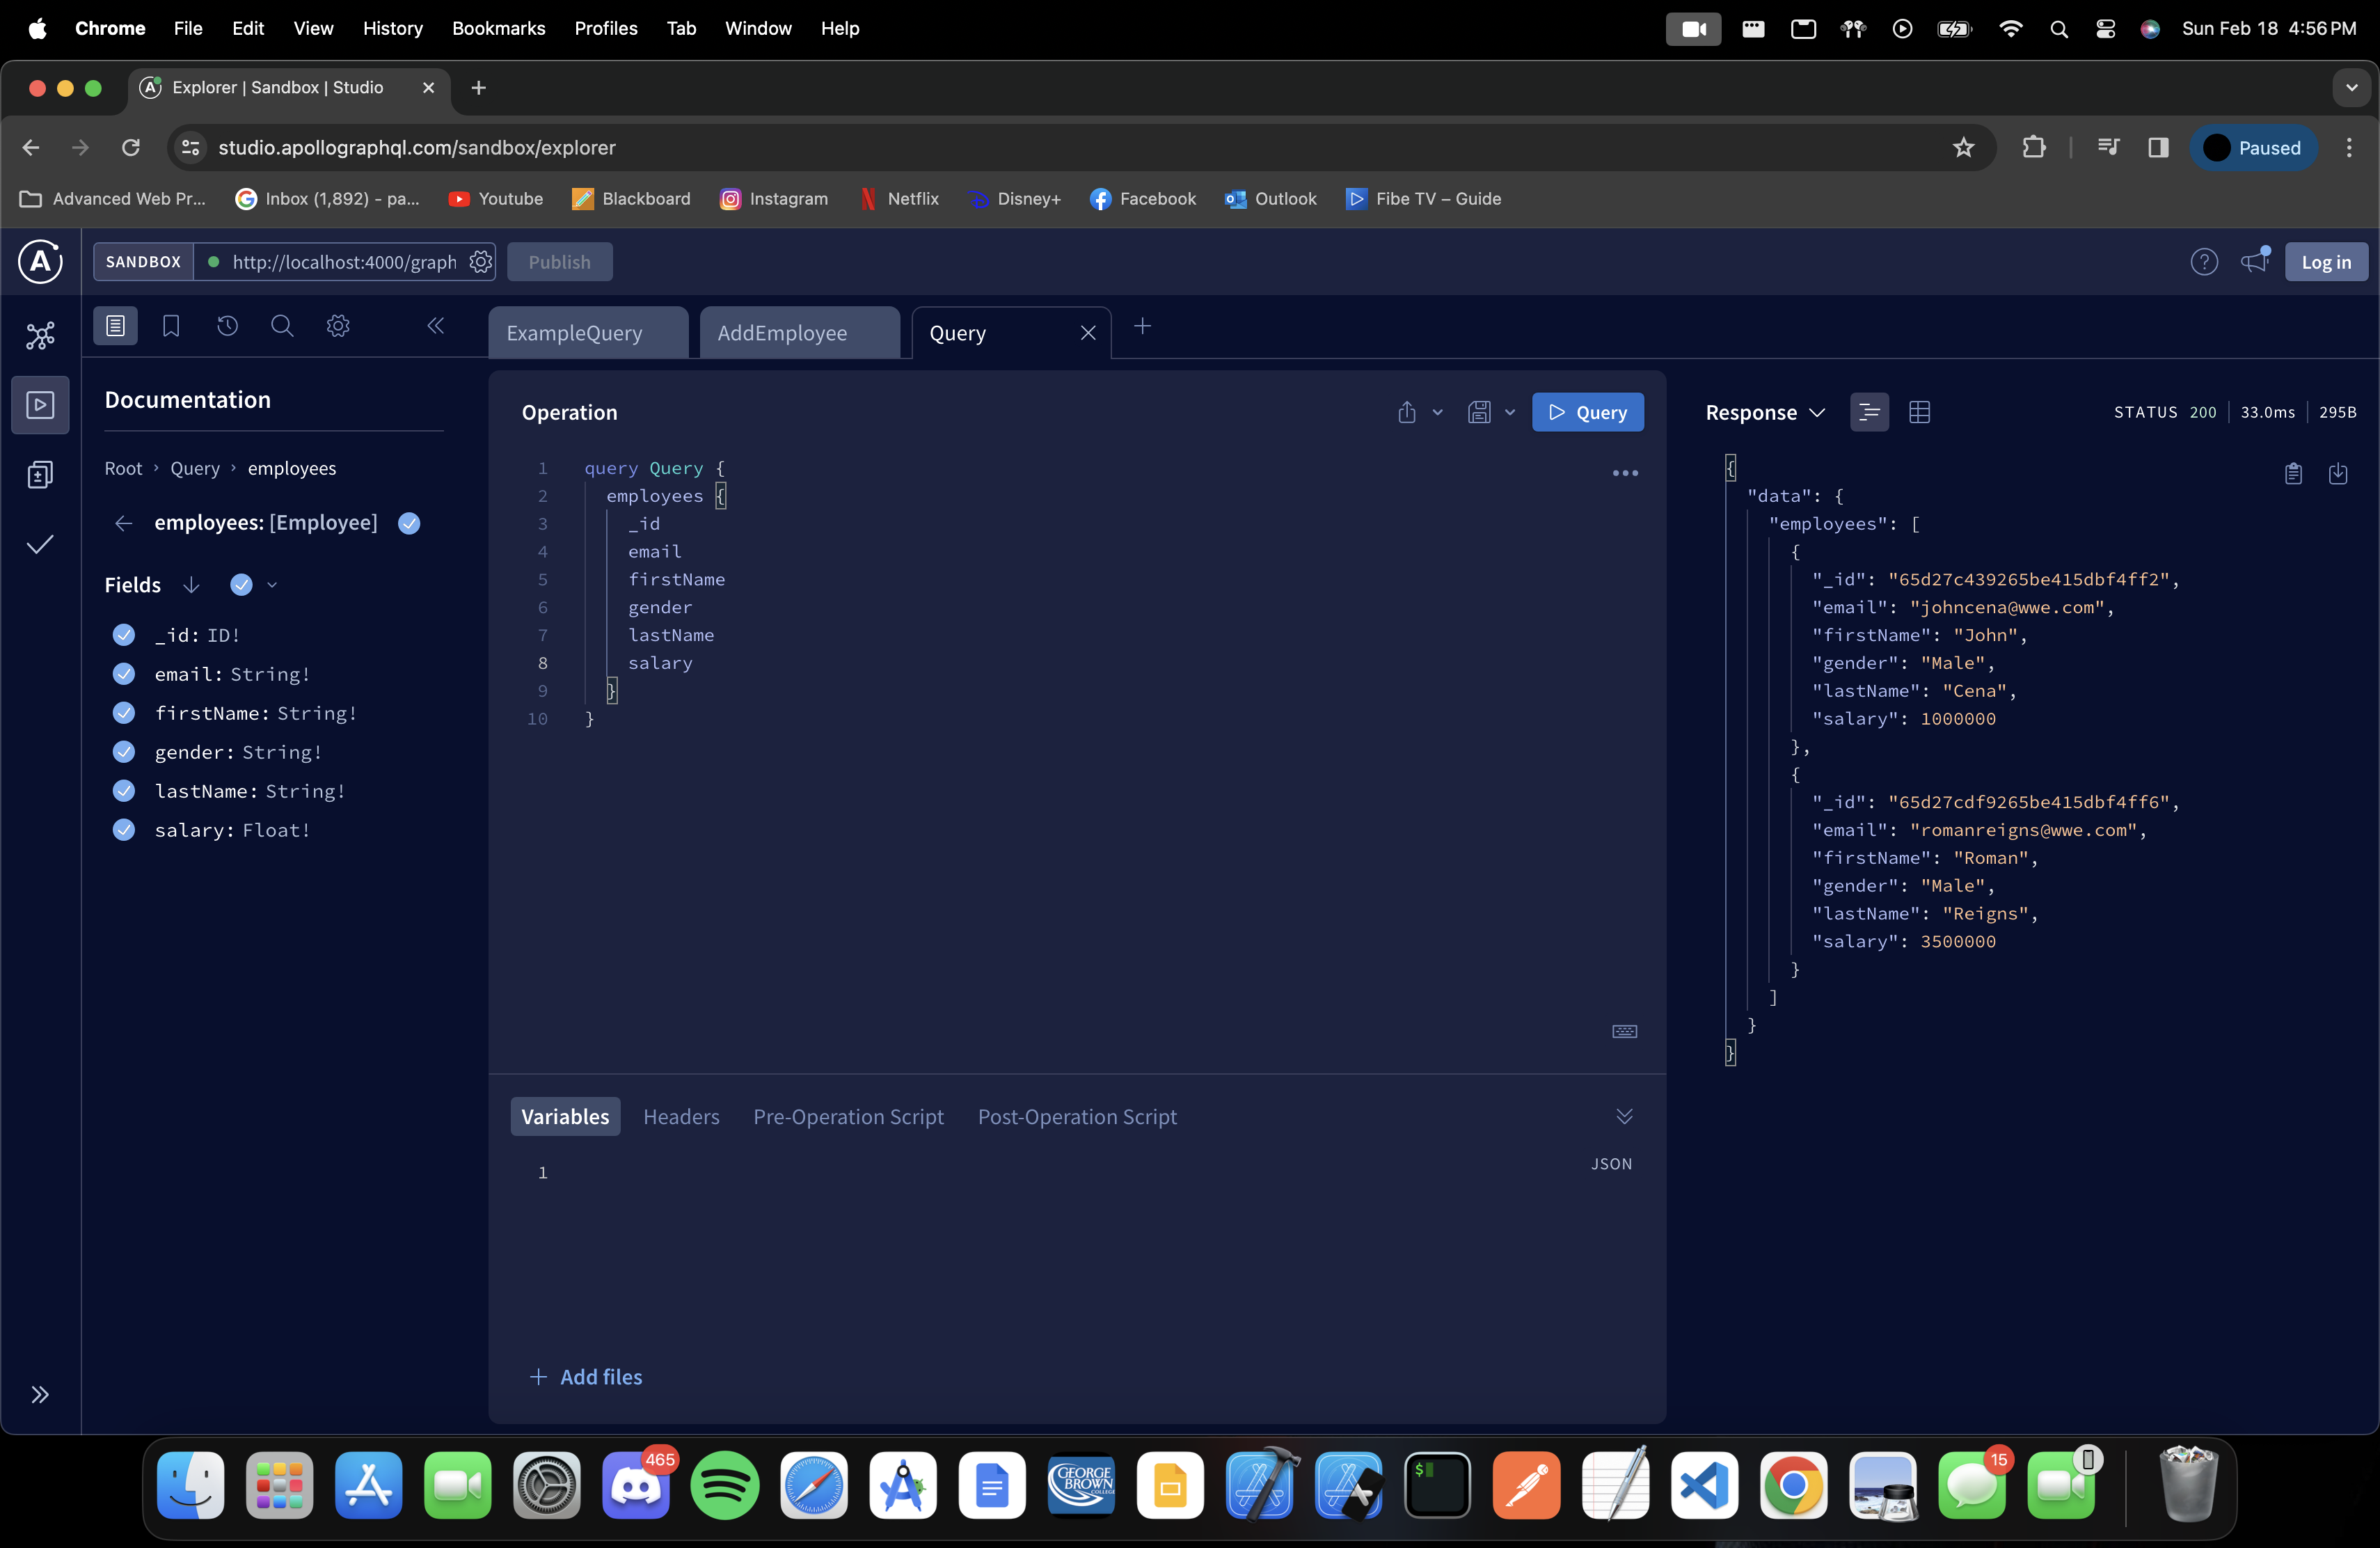 Chrome File Edit View History Bookmarks Profiles Tab Window Help Sun Feb 18 4:56 PM
Explorer | Sandbox | Studio
studio.apollographql.com/sandbox/explorer Paused
Advanced Web Pr... Inbox (1,892) - pa... Youtube Blackboard Instagram Netflix Disney+ Facebook Outlook Fibe TV – Guide
SANDBOX http://localhost:4000/graph Publish Log in
ExampleQuery AddEmployee Query
Documentation
Root › Query › employees
employees: [Employee]
Fields
_id: ID!
email: String!
firstName: String!
gender: String!
lastName: String!
salary: Float!
Operation Query
1 query Query {
2 employees {
3 _id
4 email
5 firstName
6 gender
7 lastName
8 salary
9 }
10 }
Variables Headers Pre-Operation Script Post-Operation Script
JSON
1
+ Add files
Response STATUS 200 33.0ms 295B
{
"data": {
"employees": [
{
"_id": "65d27c439265be415dbf4ff2",
"email": "johncena@wwe.com",
"firstName": "John",
"gender": "Male",
"lastName": "Cena",
"salary": 1000000
},
{
"_id": "65d27cdf9265be415dbf4ff6",
"email": "romanreigns@wwe.com",
"firstName": "Roman",
"gender": "Male",
"lastName": "Reigns",
"salary": 3500000
}
]
}
}
465 GEORGE BROWN COLLEGE $ 15